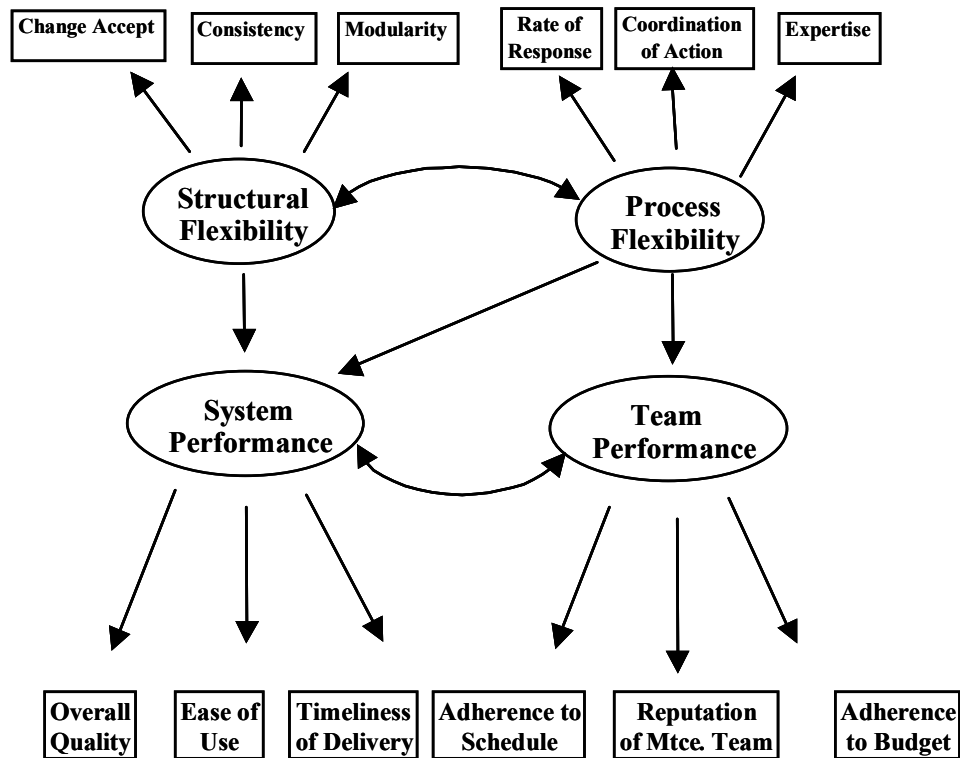 Change Accept
Consistency
Modularity
Rate of
Response
Coordination
of Action
Expertise
Structural
Flexibility
Process
Flexibility
System
Performance
Team
Performance
Overall
Quality
Ease of
Use
Timeliness
of Delivery
Adherence to
Schedule
Reputation
of Mtce. Team
Adherence
to Budget